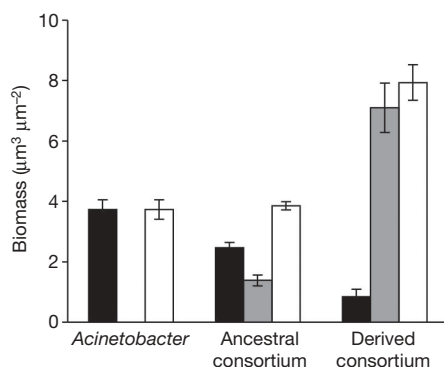 10
8
6
4
2
0
Biomass (μm³ μm⁻²)
Acinetobacter
Ancestral
consortium
Derived
consortium